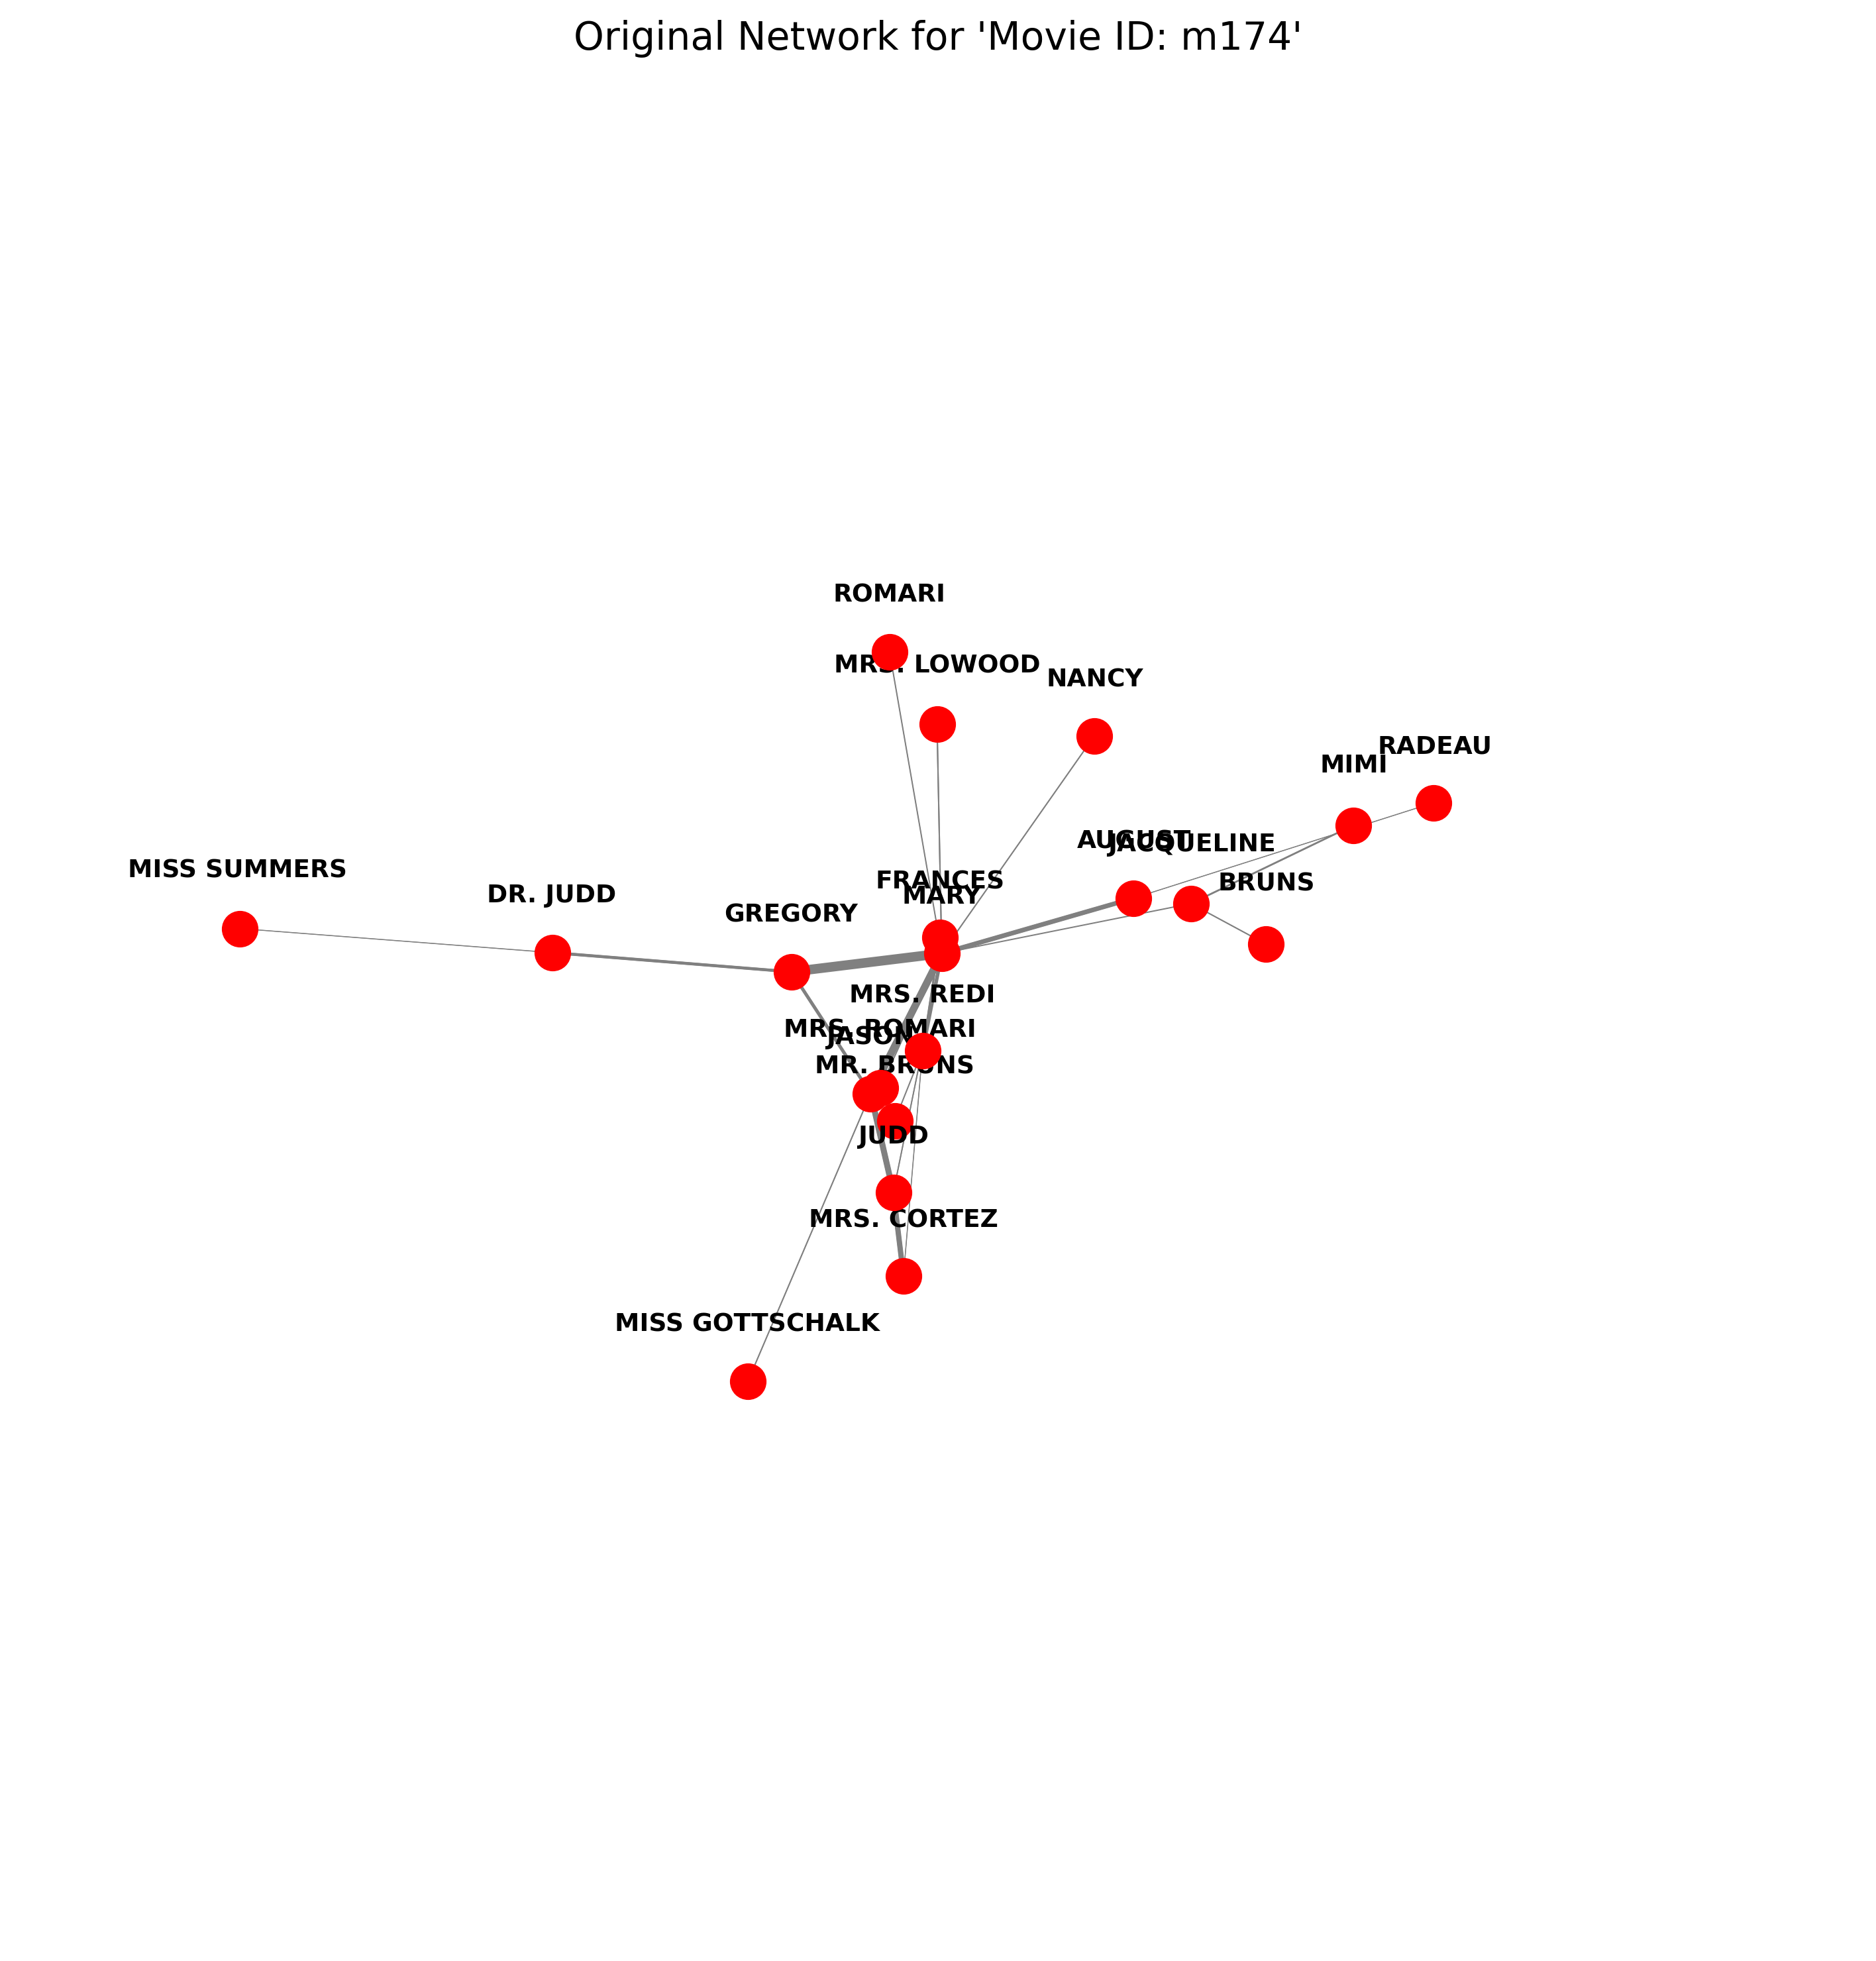 Original Network for 'Movie ID: m174'
ROMARI
MRS. LOWOOD
NANCY
RADEAU
MIMI
AUGUST
JACQUELINE
MISS SUMMERS
FRANCES
BRUNS
DR. JUDD
MARY
GREGORY
MRS. REDI
MRS. ROMARI
JASON
MR. BRUNS
JUDD
MRS. CORTEZ
MISS GOTTSCHALK